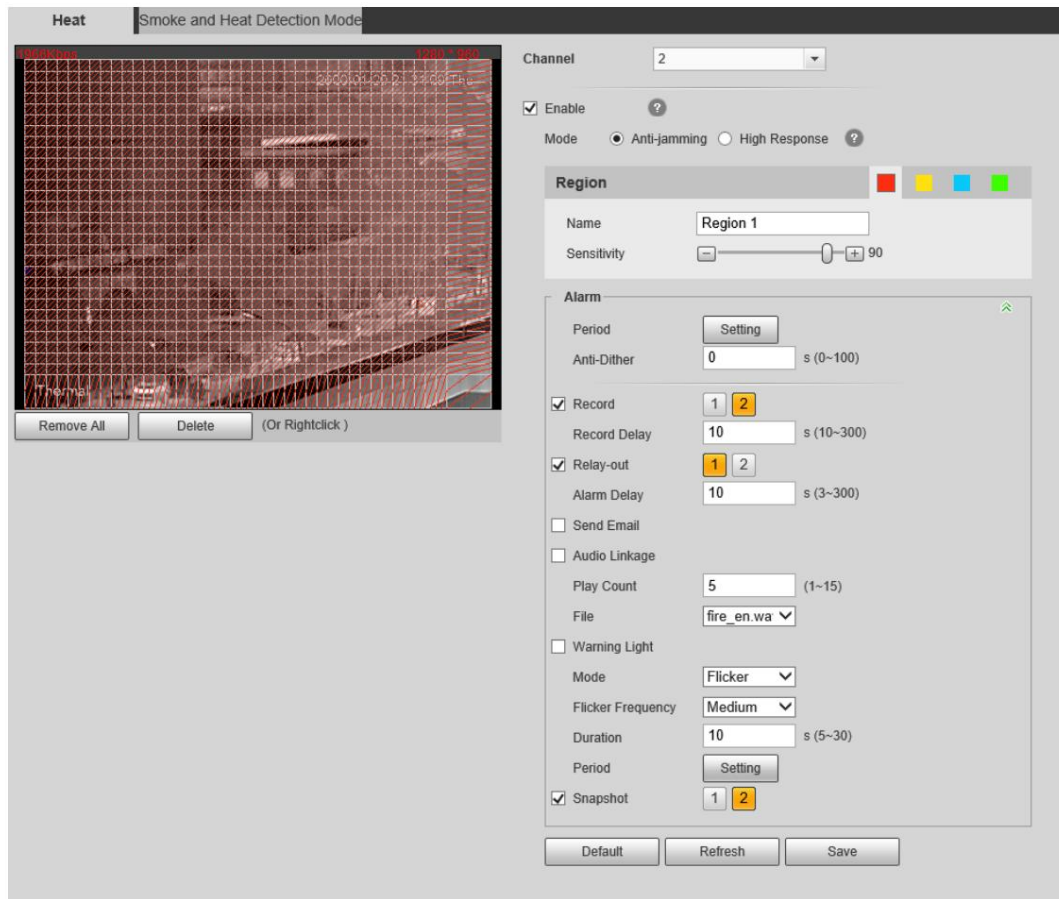 Heat
Smoke and Heat Detection Mode
1966Kbps
1280 * 960
Thermal
Remove All
Delete
(Or Rightclick )
Channel
2
Enable
?
Mode
Anti-jamming
High Response
?
Region
Name
Region 1
Sensitivity
90
Alarm
Period
Setting
Anti-Dither
0
s (0~100)
Record
1
2
Record Delay
10
s (10~300)
Relay-out
1
2
Alarm Delay
10
s (3~300)
Send Email
Audio Linkage
Play Count
5
(1~15)
File
fire_en.wa
Warning Light
Mode
Flicker
Flicker Frequency
Medium
Duration
10
s (5~30)
Period
Setting
Snapshot
1
2
Default
Refresh
Save